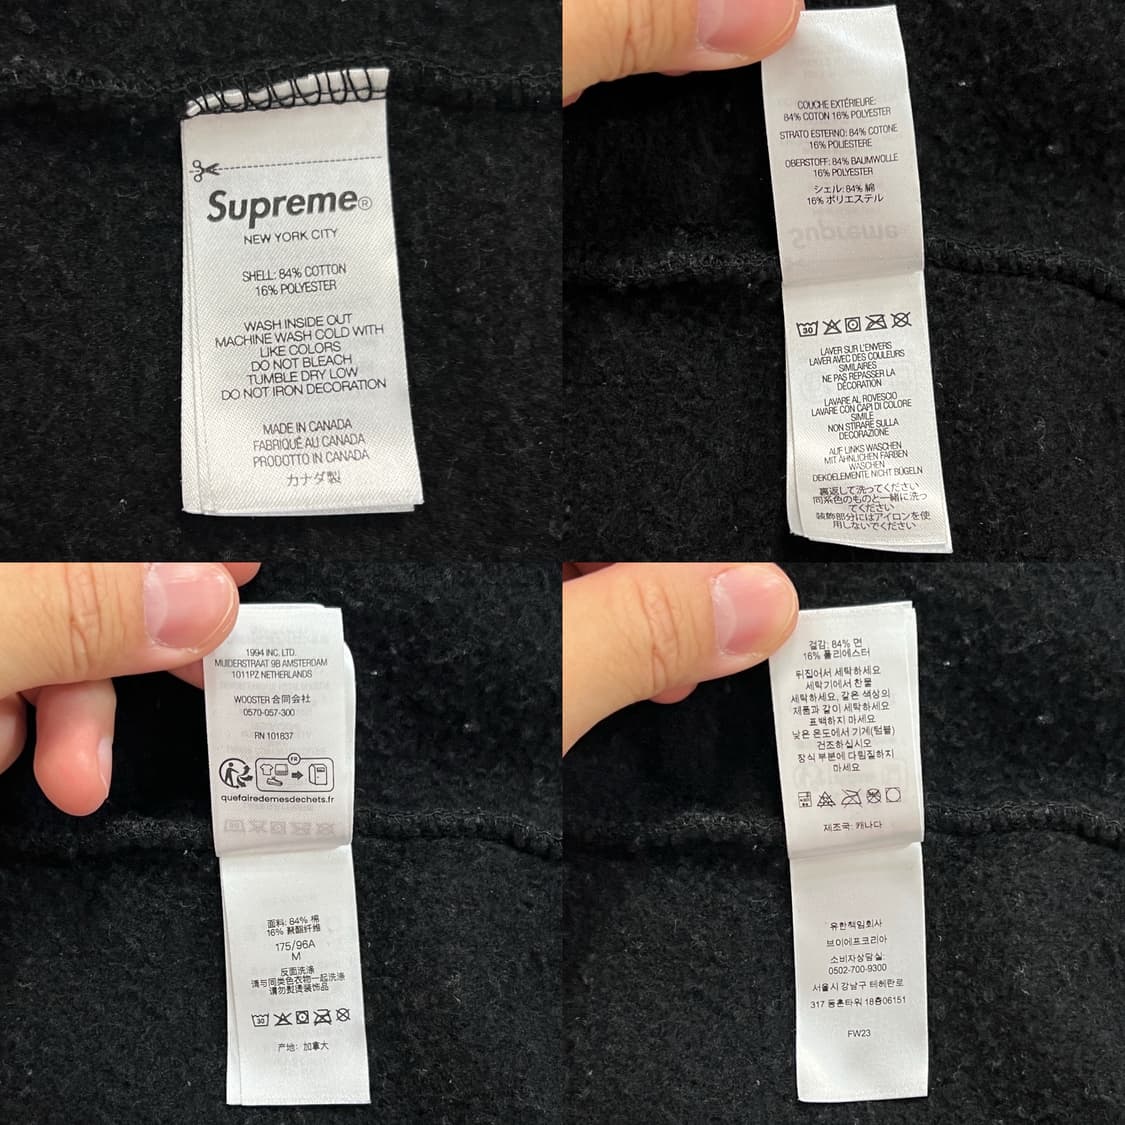 Supreme®
NEW YORK CITY
SHELL: 84% COTTON
16% POLYESTER
WASH INSIDE OUT
MACHINE WASH COLD WITH
LIKE COLORS
DO NOT BLEACH
TUMBLE DRY LOW
DO NOT IRON DECORATION
MADE IN CANADA
FABRIQUÉ AU CANADA
PRODOTTO IN CANADA
カナダ製
COUCHE EXTÉRIEURE:
84% COTON 16% POLYESTER
STRATO ESTERNO: 84% COTONE
16% POLIESTERE
OBERSTOFF: 84% BAUMWOLLE
16% POLYESTER
シェル: 84% 綿
16% ポリエステル
30
LAVER SUR L'ENVERS
LAVER AVEC DES COULEURS
SIMILAIRES
NE PAS REPASSER LA
DÉCORATION
LAVARE AL ROVESCIO
LAVARE CON CAPI DI COLORE
SIMILE
NON STIRARE SULLA
DECORAZIONE
AUF LINKS WASCHEN
MIT ÄHNLICHEN FARBEN
WASCHEN
DEKOELEMENTE NICHT BÜGELN
裏返して洗ってください
同系色のものと一緒に洗っ
てください
装飾部分にはアイロンを使
用しないでください
1994 INC. LTD.
MUIDERSTRAAT 9B AMSTERDAM
1011PZ NETHERLANDS
WOOSTER 合同会社
0570-057-300
RN 101837
FR
quefairedemesdechets.fr
面料: 84% 棉
16% 聚酯纤维
175/96A
M
反面洗涤
请与同类色衣物一起洗涤
请勿熨烫装饰品
30
产地: 加拿大
겉감: 84% 면
16% 폴리에스터
뒤집어서 세탁하세요
세탁기에서 찬물
세탁하세요, 같은 색상의
제품과 같이 세탁하세요
표백하지 마세요
낮은 온도에서 기계(텀블)
건조하십시오
장식 부분에 다림질하지
마세요
제조국: 캐나다
유한책임회사
브이에프코리아
소비자상담실:
0502-700-9300
서울시 강남구 테헤란로
317 동훈타워 18층06151
FW23